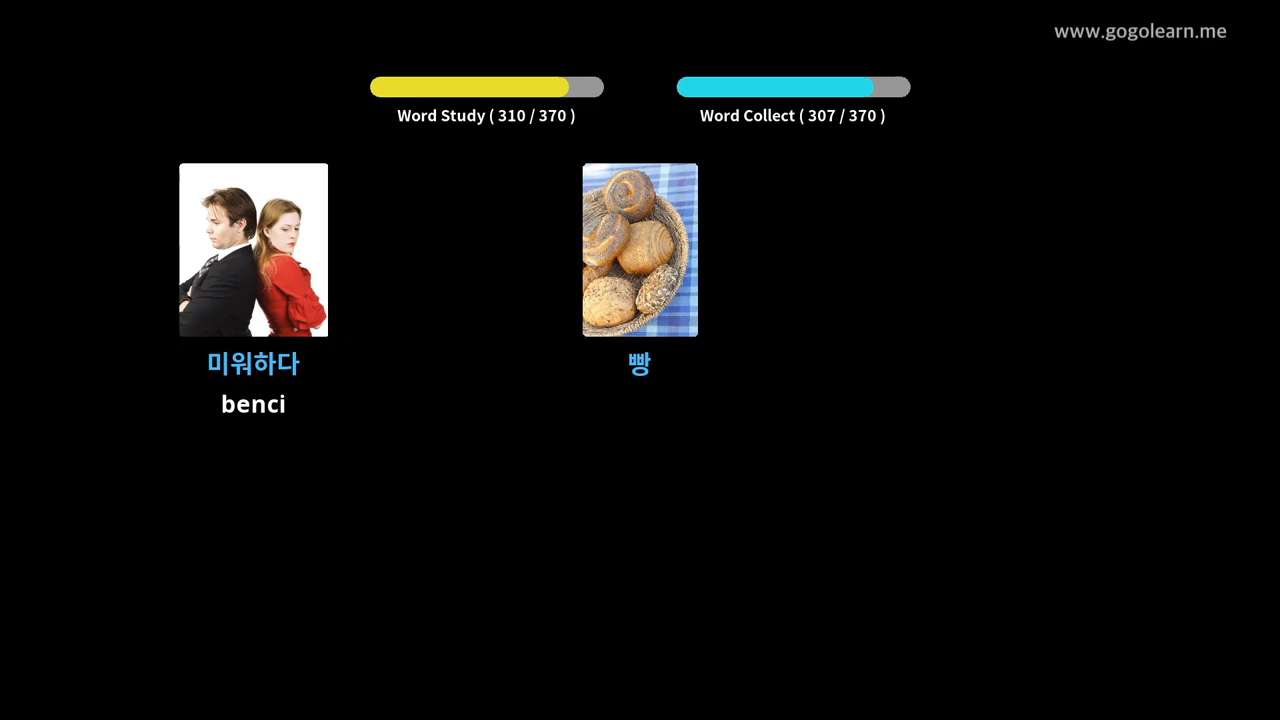 www.gogolearn.me
Word Study ( 310 / 370 )
Word Collect ( 307 / 370 )
미워하다
빵
benci